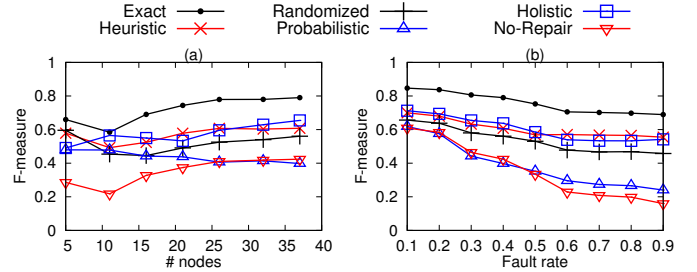 Exact Randomized Holistic
Heuristic Probabilistic No-Repair
(a) (b)
1 1
0.8 0.8
0.6 0.6
0.4 0.4
0.2 0.2
0 0
F-measure F-measure
5 10 15 20 25 30 35 40 0.1 0.2 0.3 0.4 0.5 0.6 0.7 0.8 0.9
# nodes Fault rate